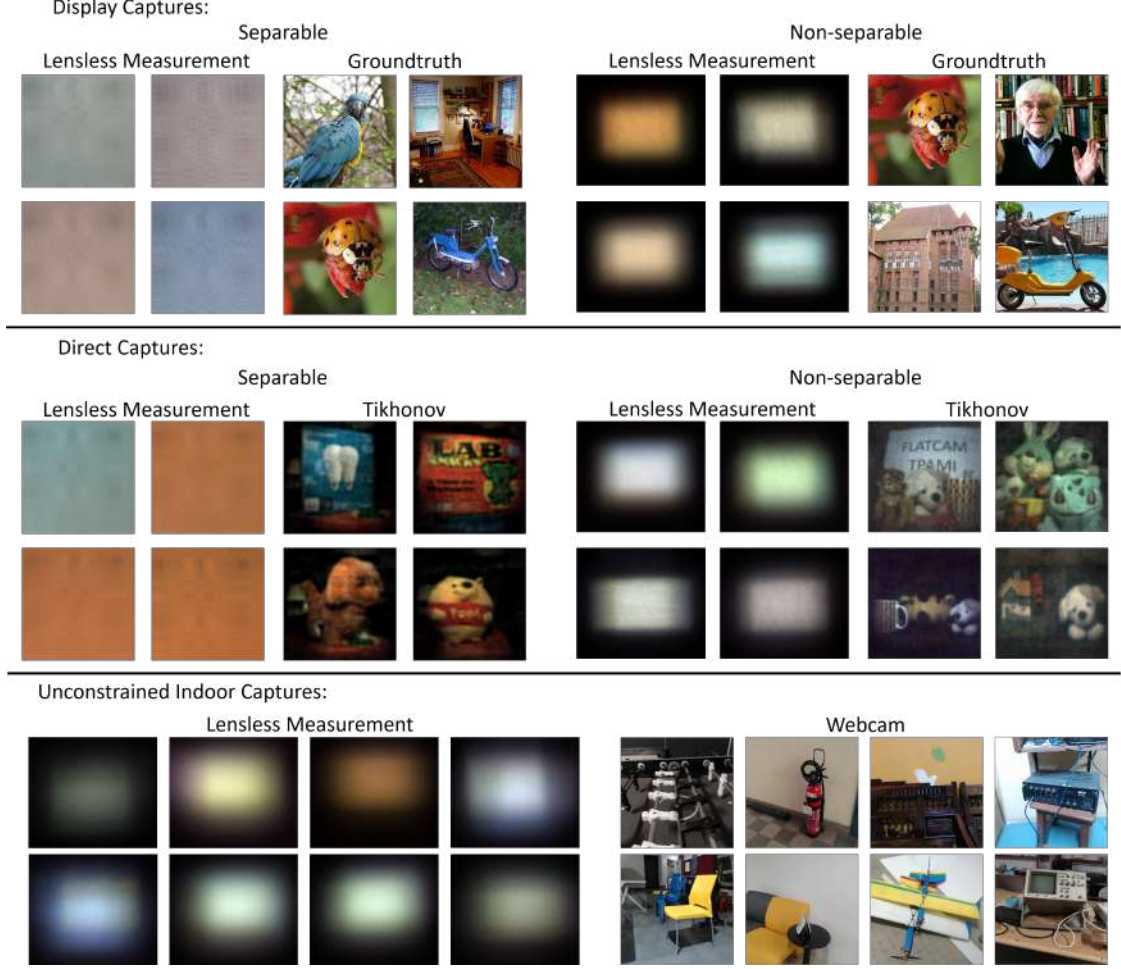 Display Captures:
Separable
Non-separable
Lensless Measurement
Groundtruth
Lensless Measurement
Groundtruth
Direct Captures:
Separable
Non-separable
Lensless Measurement
Tikhonov
Lensless Measurement
Tikhonov
LAB
FLATCAM
TPAMI
Unconstrained Indoor Captures:
Lensless Measurement
Webcam